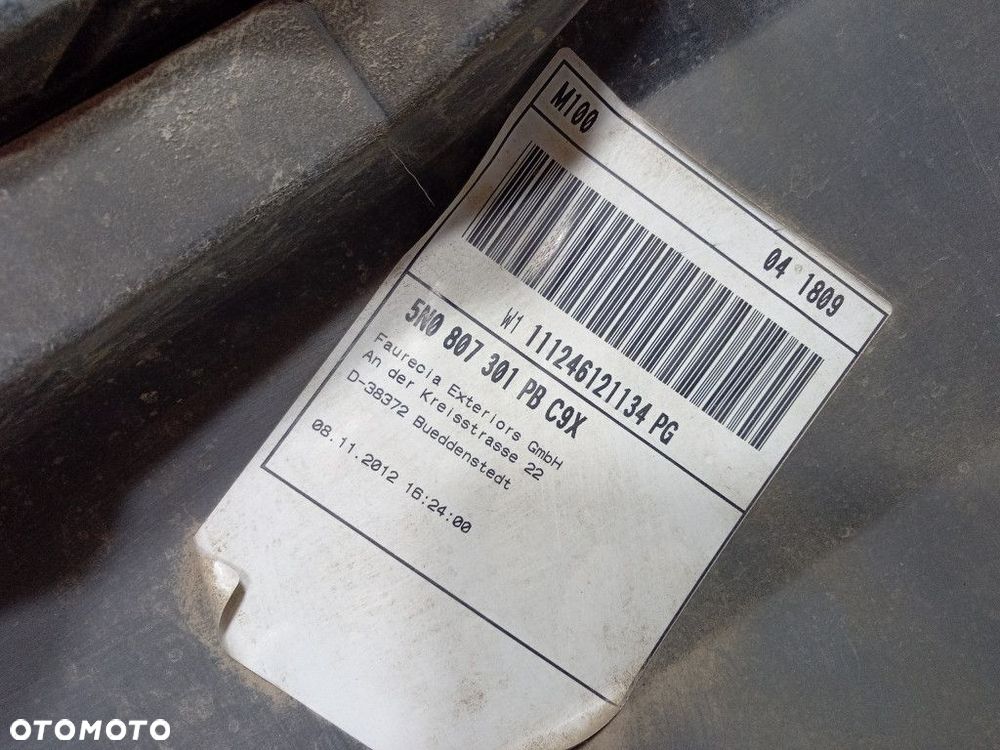 M100
04 1809
W1 111246121134 PG
5N0 807 301 PB C9X
Faurecia Exteriors GmbH
An der Kreisstrasse 22
D-38372 Bueddenstedt
08.11.2012 16:24:00
OTOMOTO